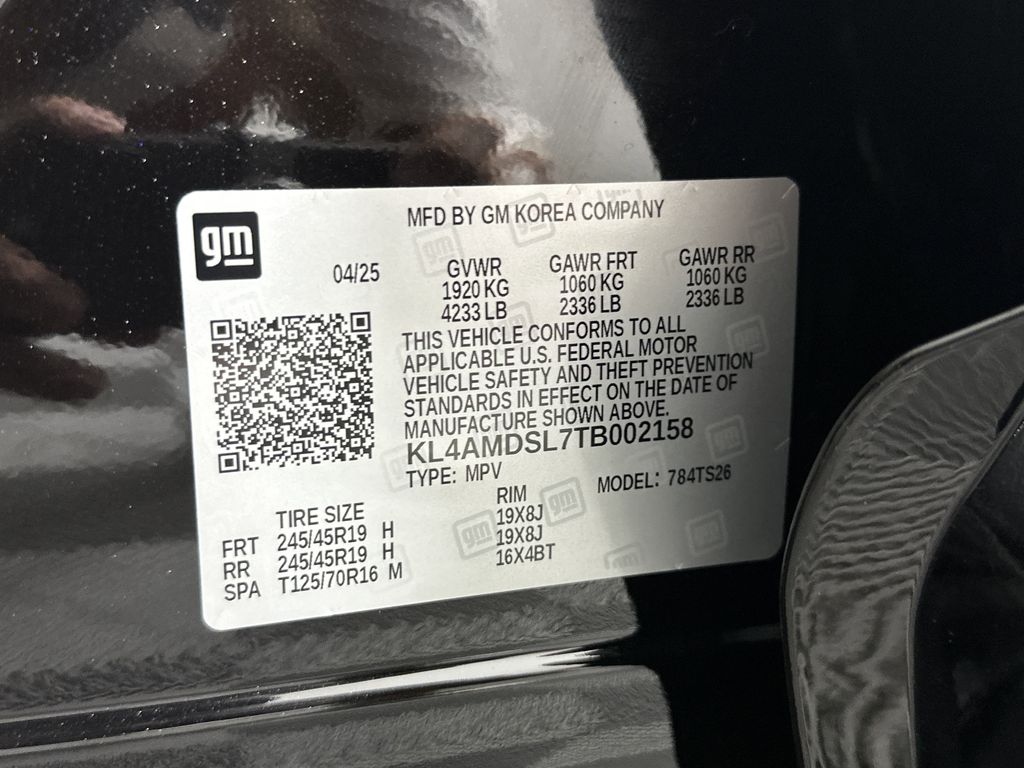 gm
MFD BY GM KOREA COMPANY
04/25
GVWR GAWR FRT GAWR RR
1920 KG 1060 KG 1060 KG
4233 LB 2336 LB 2336 LB
THIS VEHICLE CONFORMS TO ALL
APPLICABLE U.S. FEDERAL MOTOR
VEHICLE SAFETY AND THEFT PREVENTION
STANDARDS IN EFFECT ON THE DATE OF
MANUFACTURE SHOWN ABOVE.
KL4AMDSL7TB002158
TYPE: MPV MODEL: 784TS26
TIRE SIZE RIM
FRT 245/45R19 H 19X8J
RR 245/45R19 H 19X8J
SPA T125/70R16 M 16X4BT